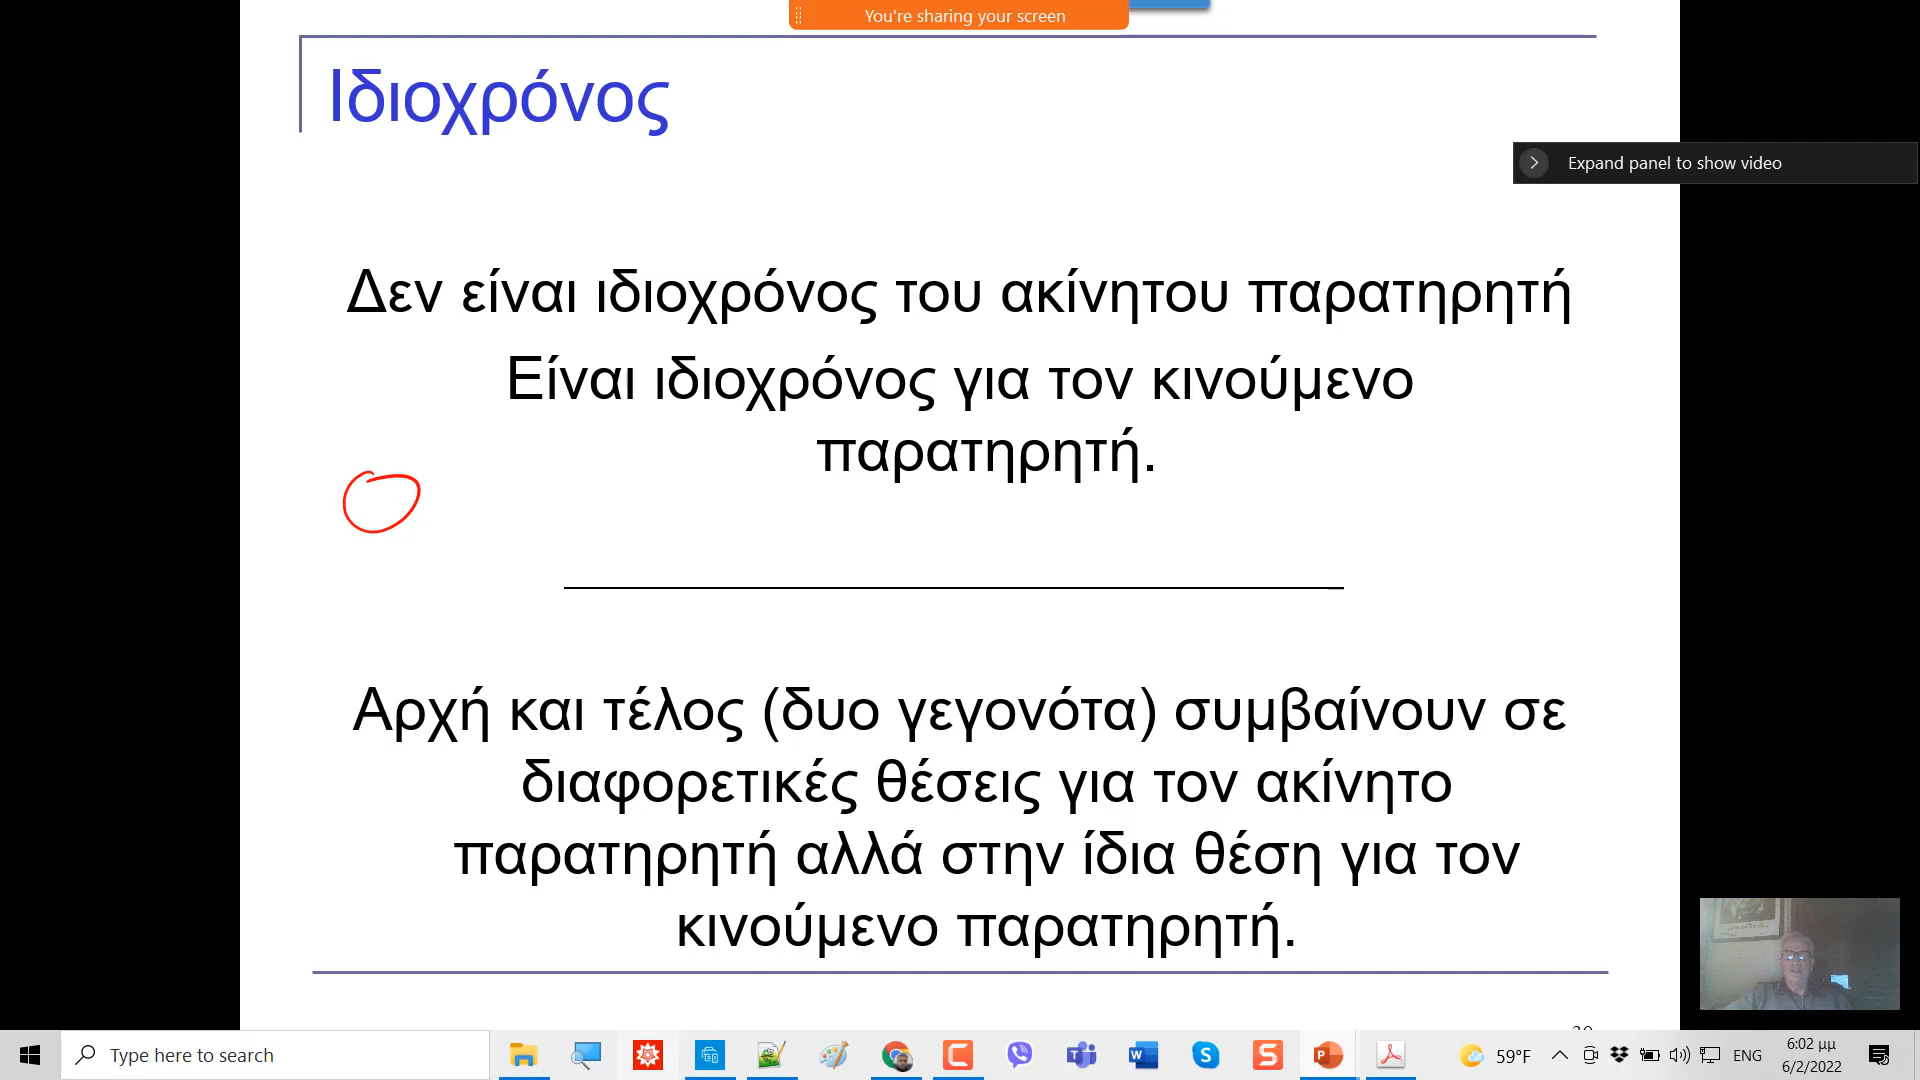 You're sharing your screen
Ιδιοχρόνος
Expand panel to show video
Δεν είναι ιδιοχρόνος του ακίνητου παρατηρητή
Είναι ιδιοχρόνος για τον κινούμενο
παρατηρητή.
Αρχή και τέλος (δυο γεγονότα) συμβαίνουν σε
διαφορετικές θέσεις για τον ακίνητο
παρατηρητή αλλά στην ίδια θέση για τον
κινούμενο παρατηρητή.
Type here to search
59°F
ENG
6:02 μμ
6/2/2022